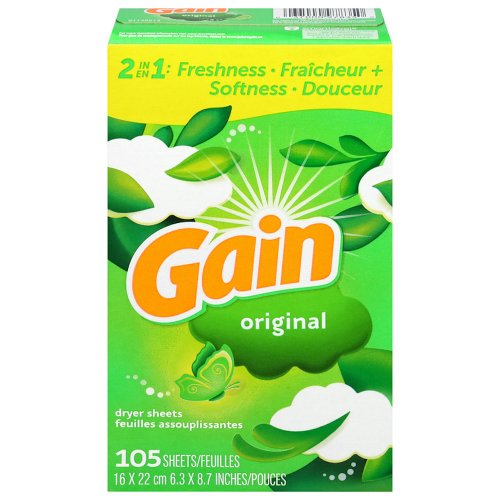 2 IN EN 1: Freshness • Fraîcheur +
Softness • Douceur
Gain
original
dryer sheets
feuilles assouplissantes
105 SHEETS/FEUILLES
16 X 22 cm 6.3 X 8.7 INCHES/POUCES